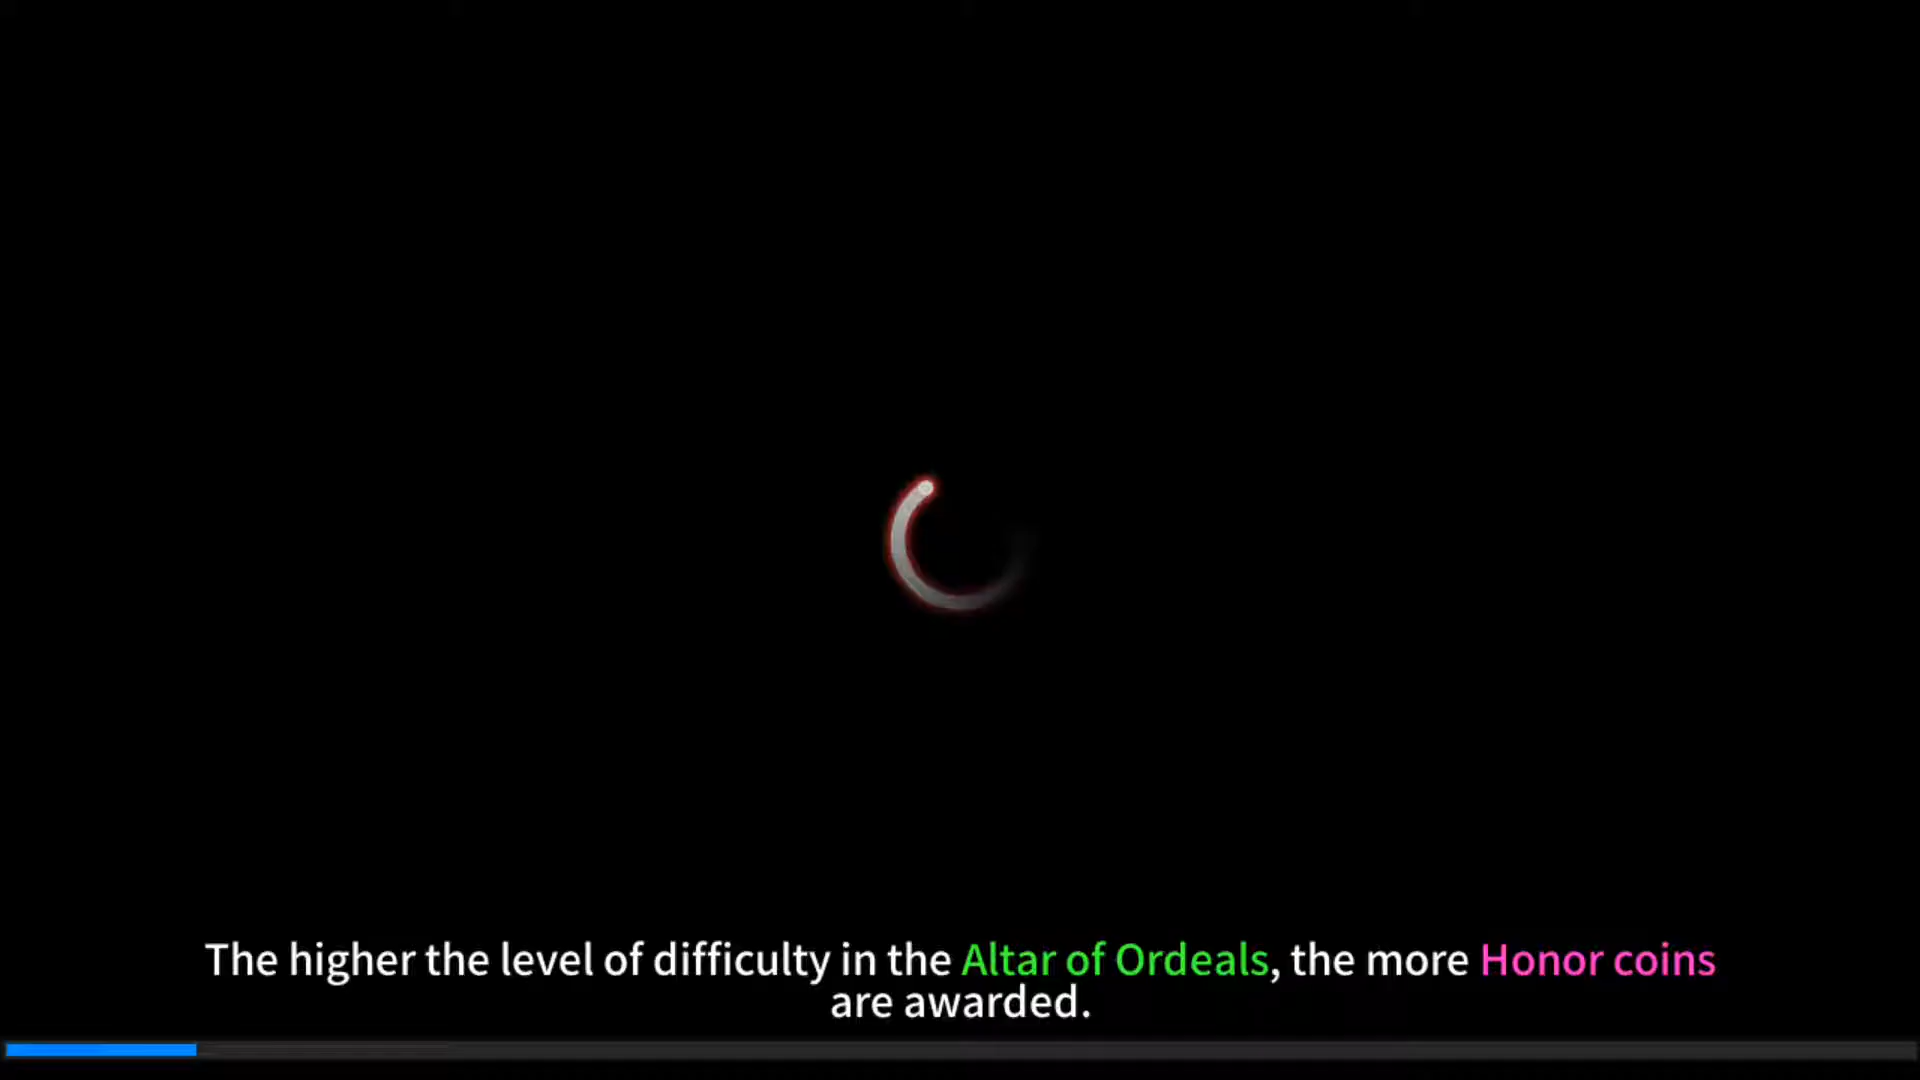 The higher the level of difficulty in the Altar of Ordeals, the more Honor coins
are awarded.